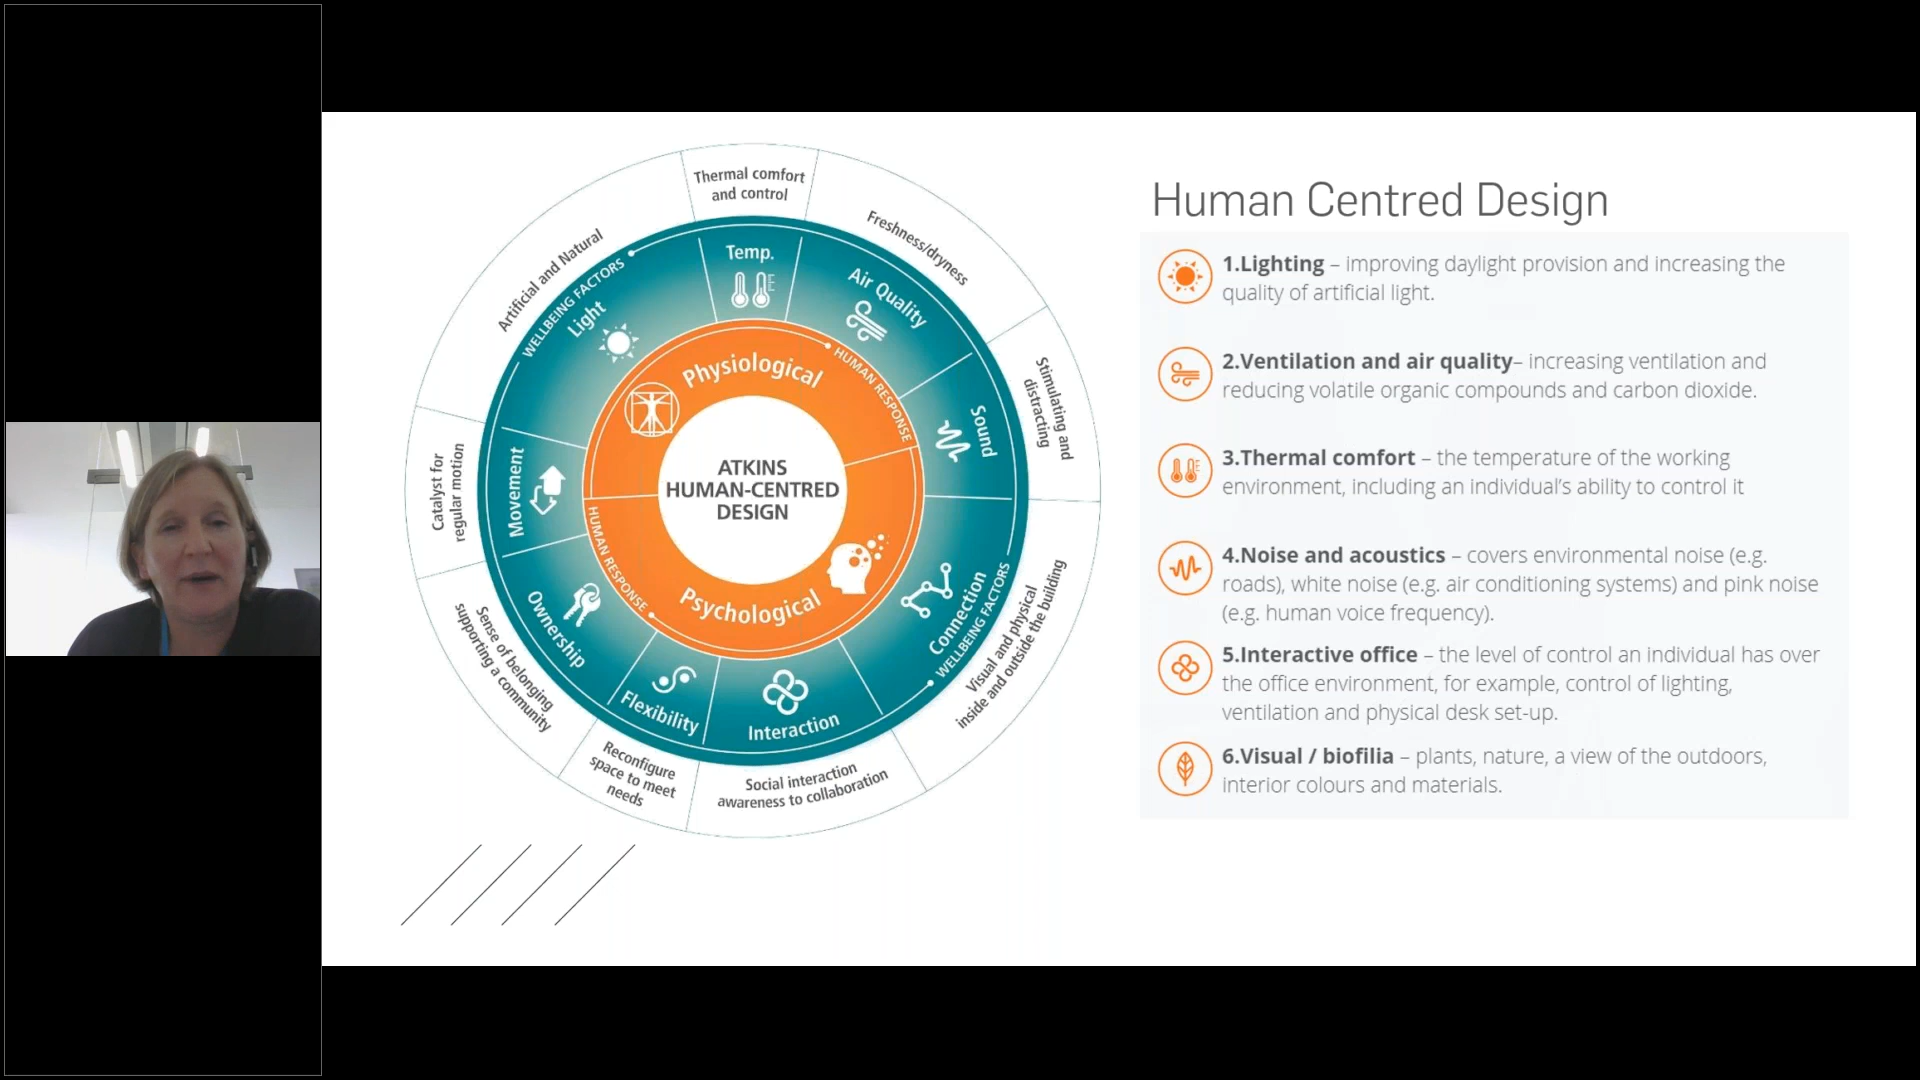 Thermal comfort
and control
Freshness/dryness
Stimulating and
distracting
Visual and physical
inside and outside the building
Social interaction
awareness to collaboration
Reconfigure
space to meet
needs
Sense of belonging
supporting a community
Catalyst for
regular motion
Artificial and Natural
WELLBEING FACTORS
Light
Temp.
Air Quality
Sound
Connection
WELLBEING FACTORS
Interaction
Flexibility
Ownership
Movement
Physiological
HUMAN RESPONSE
Psychological
HUMAN RESPONSE
ATKINS
HUMAN-CENTRED
DESIGN
Human Centred Design
1.Lighting – improving daylight provision and increasing the
quality of artificial light.
2.Ventilation and air quality– increasing ventilation and
reducing volatile organic compounds and carbon dioxide.
3.Thermal comfort – the temperature of the working
environment, including an individual's ability to control it
4.Noise and acoustics – covers environmental noise (e.g.
roads), white noise (e.g. air conditioning systems) and pink noise
(e.g. human voice frequency).
5.Interactive office – the level of control an individual has over
the office environment, for example, control of lighting,
ventilation and physical desk set-up.
6.Visual / biofilia – plants, nature, a view of the outdoors,
interior colours and materials.